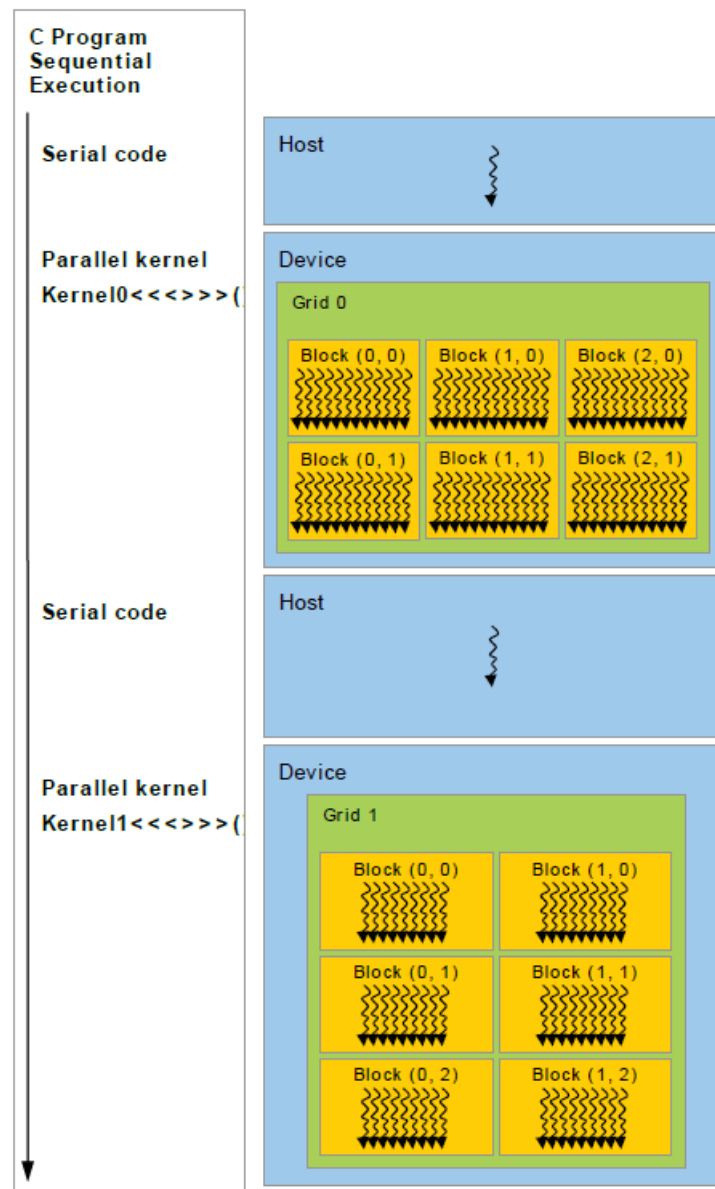 C Program
Sequential
Execution
Serial code
Host
Parallel kernel
Kernel0<<<>>>()
Device
Grid 0
Block (0, 0)
Block (1, 0)
Block (2, 0)
Block (0, 1)
Block (1, 1)
Block (2, 1)
Serial code
Host
Parallel kernel
Kernel1<<<>>>()
Device
Grid 1
Block (0, 0)
Block (1, 0)
Block (0, 1)
Block (1, 1)
Block (0, 2)
Block (1, 2)